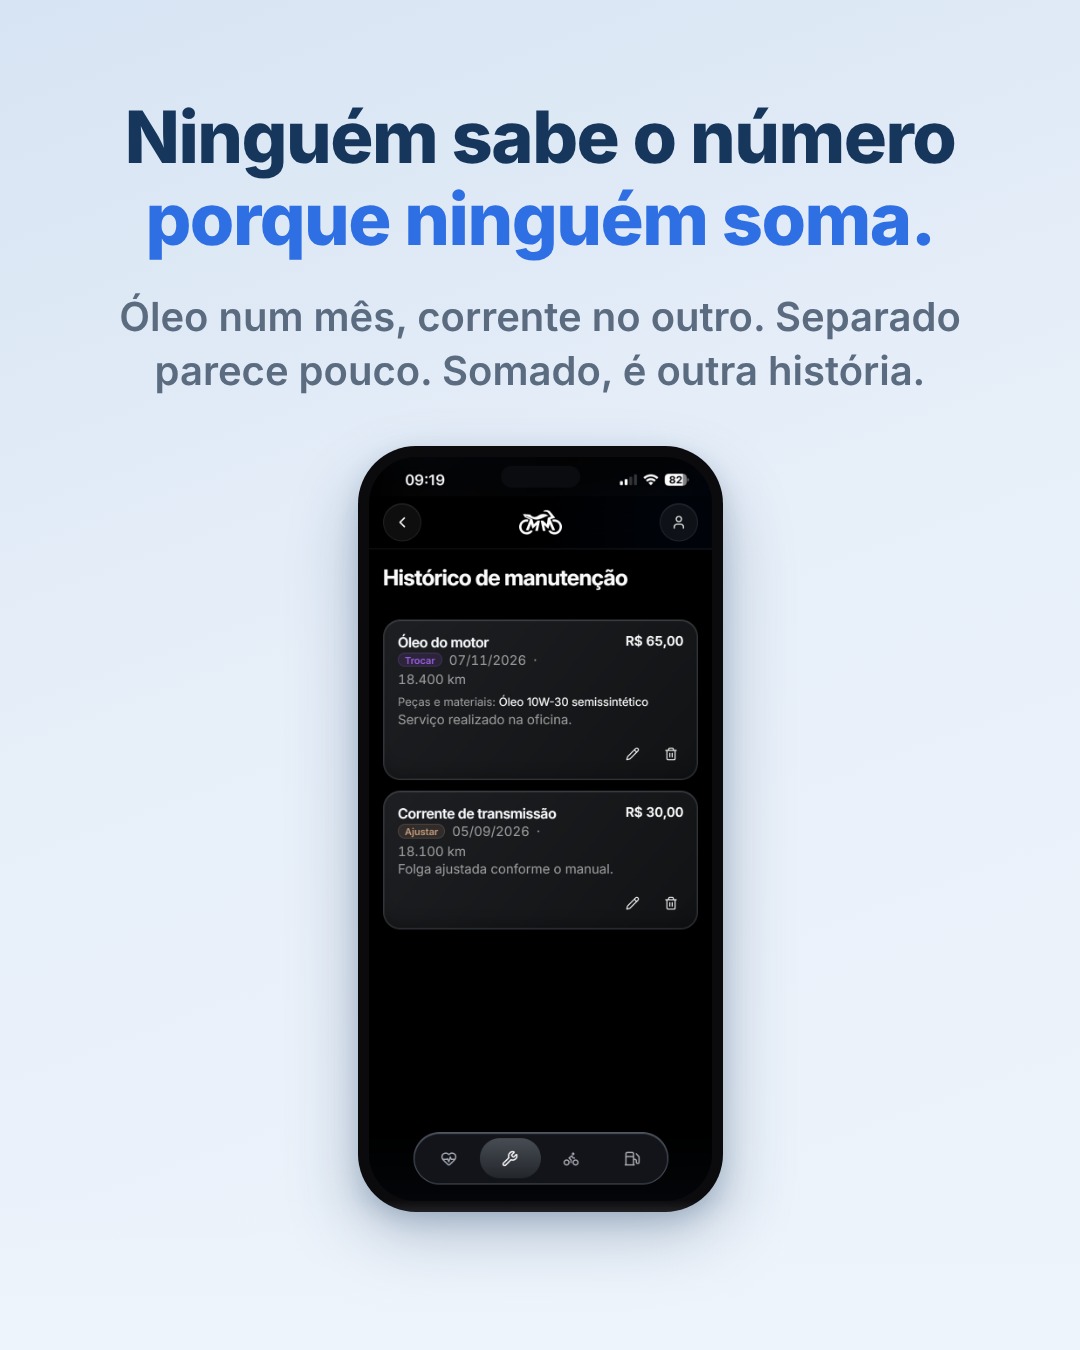 Ninguém sabe o número
porque ninguém soma.
Óleo num mês, corrente no outro. Separado
parece pouco. Somado, é outra história.
09:19
82
MM
Histórico de manutenção
Óleo do motor R$ 65,00
Trocar 07/11/2026 ·
18.400 km
Peças e materiais: Óleo 10W-30 semissintético
Serviço realizado na oficina.
Corrente de transmissão R$ 30,00
Ajustar 05/09/2026 ·
18.100 km
Folga ajustada conforme o manual.